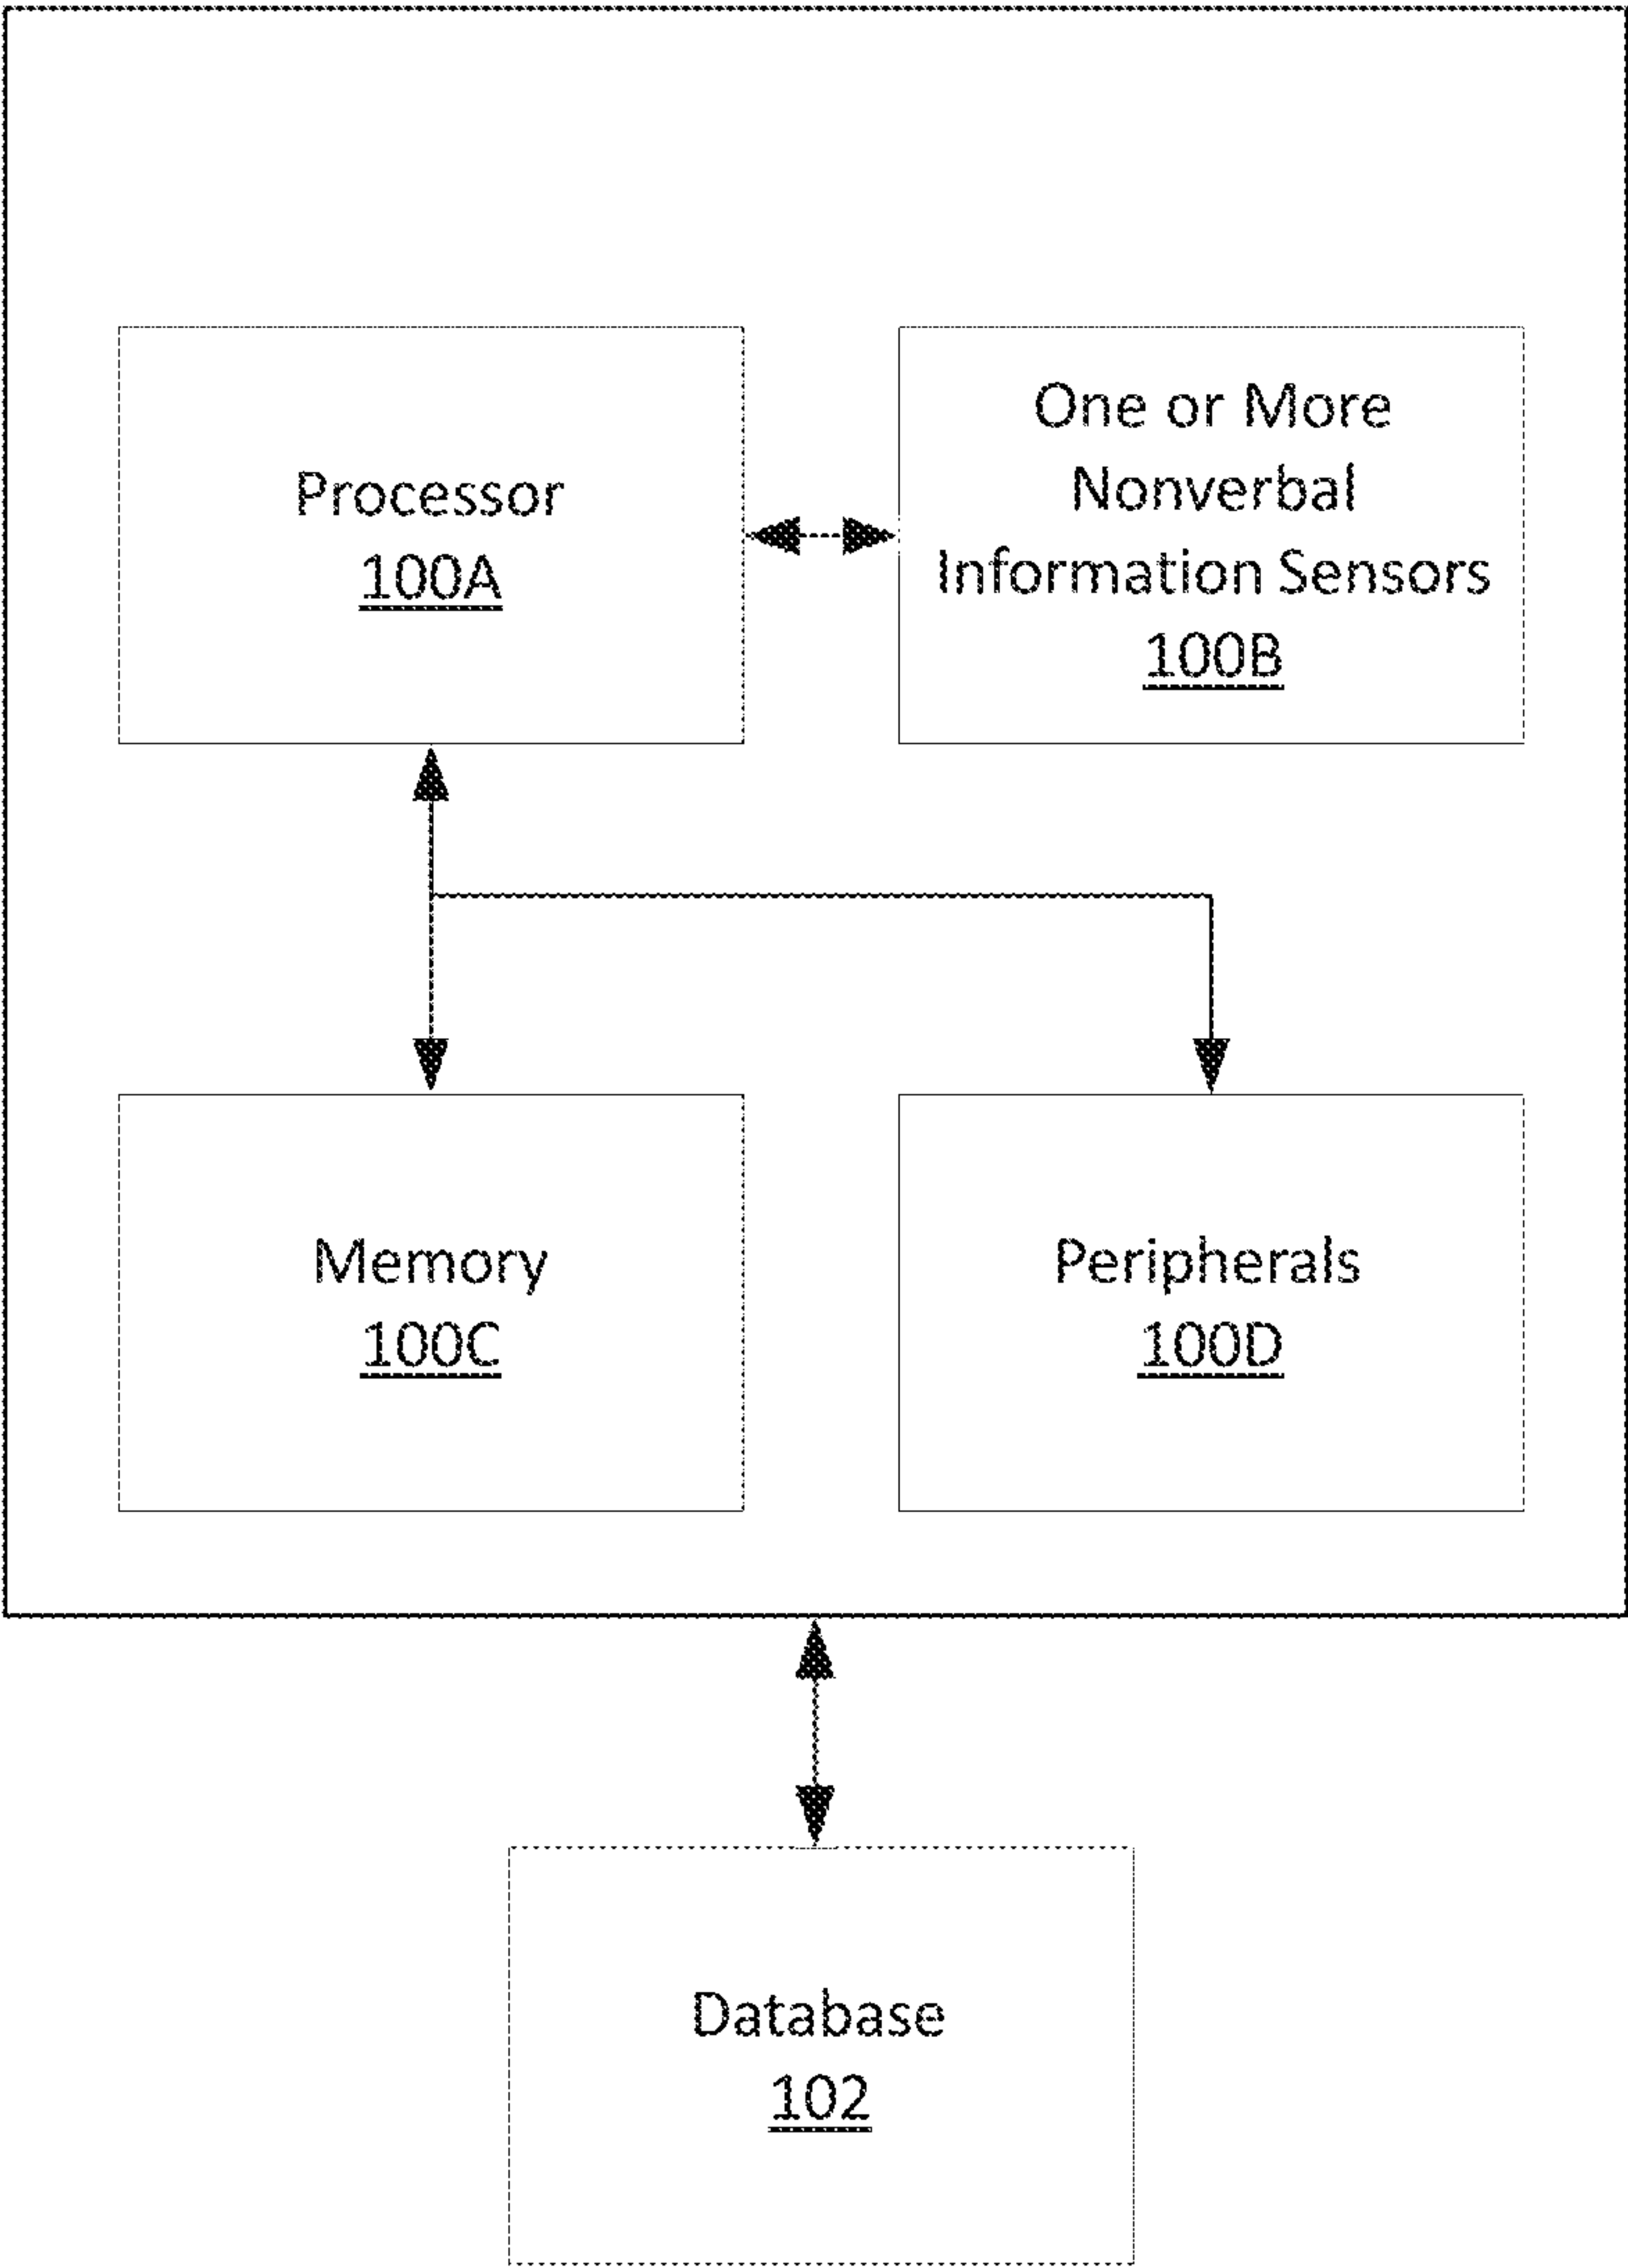 Processor
100A
One or More
Nonverbal
Information Sensors
100B
Memory
100C
Peripherals
100D
Database
102